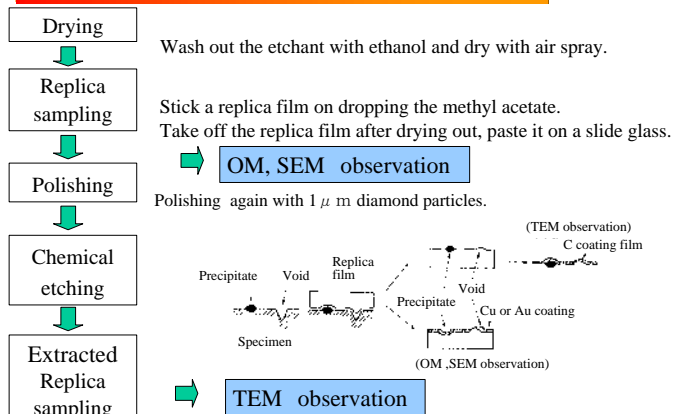 Drying
Wash out the etchant with ethanol and dry with air spray.
Replica
sampling
Stick a replica film on dropping the methyl acetate.
Take off the replica film after drying out, paste it on a slide glass.
OM, SEM observation
Polishing
Polishing again with 1μm diamond particles.
Chemical
etching
(TEM observation)
C coating film
Precipitate
Void
Replica
film
Precipitate
Void
Cu or Au coating
Specimen
(OM ,SEM observation)
Extracted
Replica
sampling
TEM observation